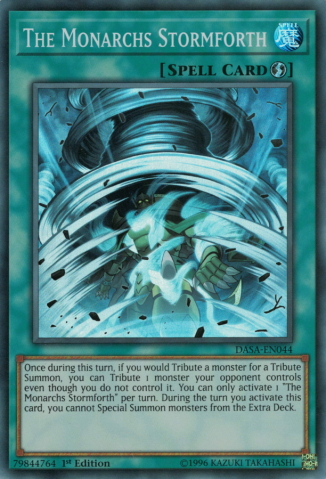 The Monarchs Stormforth
SPELL
魔
[Spell Card]
DASA-EN044
Once during this turn, if you would Tribute a monster for a Tribute
Summon, you can Tribute 1 monster your opponent controls
even though you do not control it. You can only activate 1 "The
Monarchs Stormforth" per turn. During the turn you activate this
card, you cannot Special Summon monsters from the Extra Deck.
79844764 1st Edition ©1996 KAZUKI TAKAHASHI